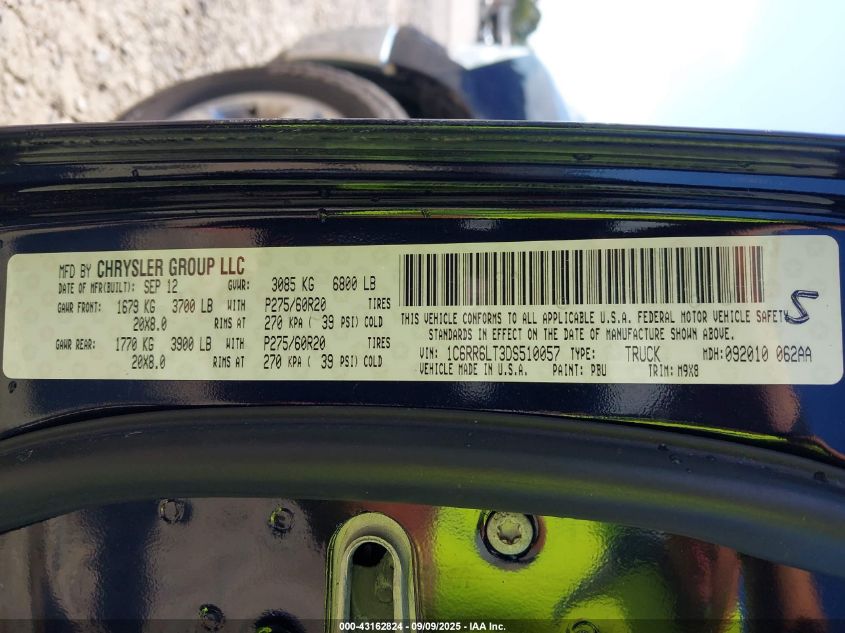 MFD BY CHRYSLER GROUP LLC
DATE OF MFR(BUILT): SEP 12 GVWR: 3085 KG 6800 LB
GAWR FRONT: 1679 KG 3700 LB WITH P275/60R20 TIRES
20X8.0 RIMS AT 270 KPA ( 39 PSI) COLD
GAWR REAR: 1770 KG 3900 LB WITH P275/60R20 TIRES
20X8.0 RIMS AT 270 KPA ( 39 PSI) COLD
THIS VEHICLE CONFORMS TO ALL APPLICABLE U.S.A. FEDERAL MOTOR VEHICLE SAFETY
STANDARDS IN EFFECT ON THE DATE OF MANUFACTURE SHOWN ABOVE.
VIN: 1C6RR6LT3DS510057 TYPE: TRUCK MDH: 092010 062AA
VEHICLE MADE IN U.S.A. PAINT: PBU TRIM: M9X8
5
000-43162824 - 09/09/2025 - IAA Inc.